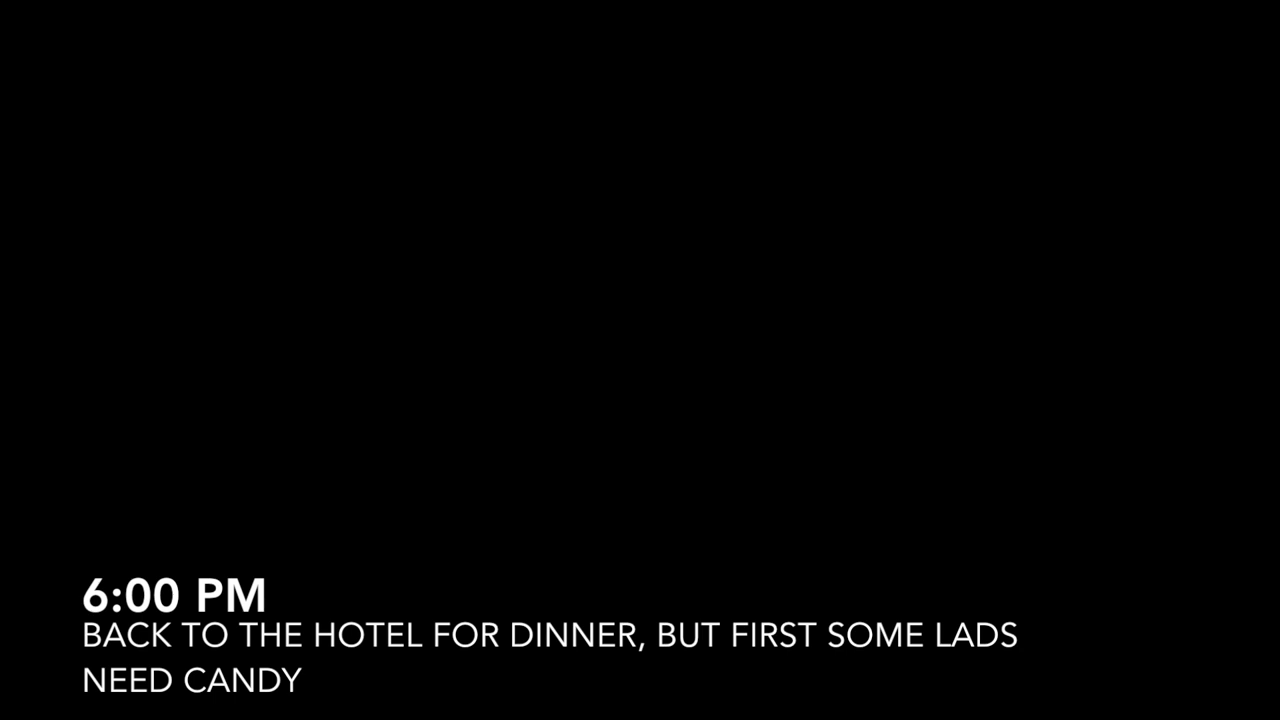 6:00 PM
BACK TO THE HOTEL FOR DINNER, BUT FIRST SOME LADS
NEED CANDY